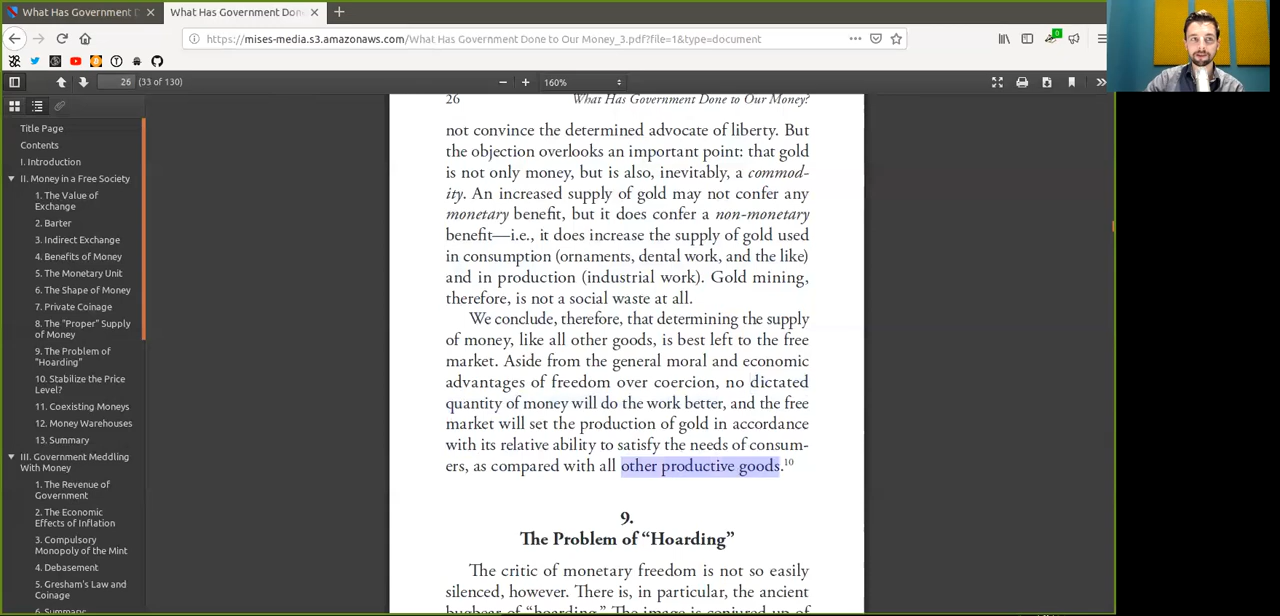 What Has Government D
What Has Government Done
https://mises-media.s3.amazonaws.com/What Has Government Done to Our Money_3.pdf?file=1&type=document
0
26 (33 of 130)
160%
Title Page
Contents
I. Introduction
II. Money in a Free Society
1. The Value of
Exchange
2. Barter
3. Indirect Exchange
4. Benefits of Money
5. The Monetary Unit
6. The Shape of Money
7. Private Coinage
8. The “Proper” Supply
of Money
9. The Problem of
“Hoarding”
10. Stabilize the Price
Level?
11. Coexisting Moneys
12. Money Warehouses
13. Summary
III. Government Meddling
With Money
1. The Revenue of
Government
2. The Economic
Effects of Inflation
3. Compulsory
Monopoly of the Mint
4. Debasement
5. Gresham's Law and
Coinage
6. Summary
26 What Has Government Done to Our Money?
not convince the determined advocate of liberty. But
the objection overlooks an important point: that gold
is not only money, but is also, inevitably, a commod-
ity. An increased supply of gold may not confer any
monetary benefit, but it does confer a non-monetary
benefit—i.e., it does increase the supply of gold used
in consumption (ornaments, dental work, and the like)
and in production (industrial work). Gold mining,
therefore, is not a social waste at all.
We conclude, therefore, that determining the supply
of money, like all other goods, is best left to the free
market. Aside from the general moral and economic
advantages of freedom over coercion, no dictated
quantity of money will do the work better, and the free
market will set the production of gold in accordance
with its relative ability to satisfy the needs of consum-
ers, as compared with all other productive goods.10
9.
The Problem of “Hoarding”
The critic of monetary freedom is not so easily
silenced, however. There is, in particular, the ancient
bugbear of “hoarding.” The image is conjured up of